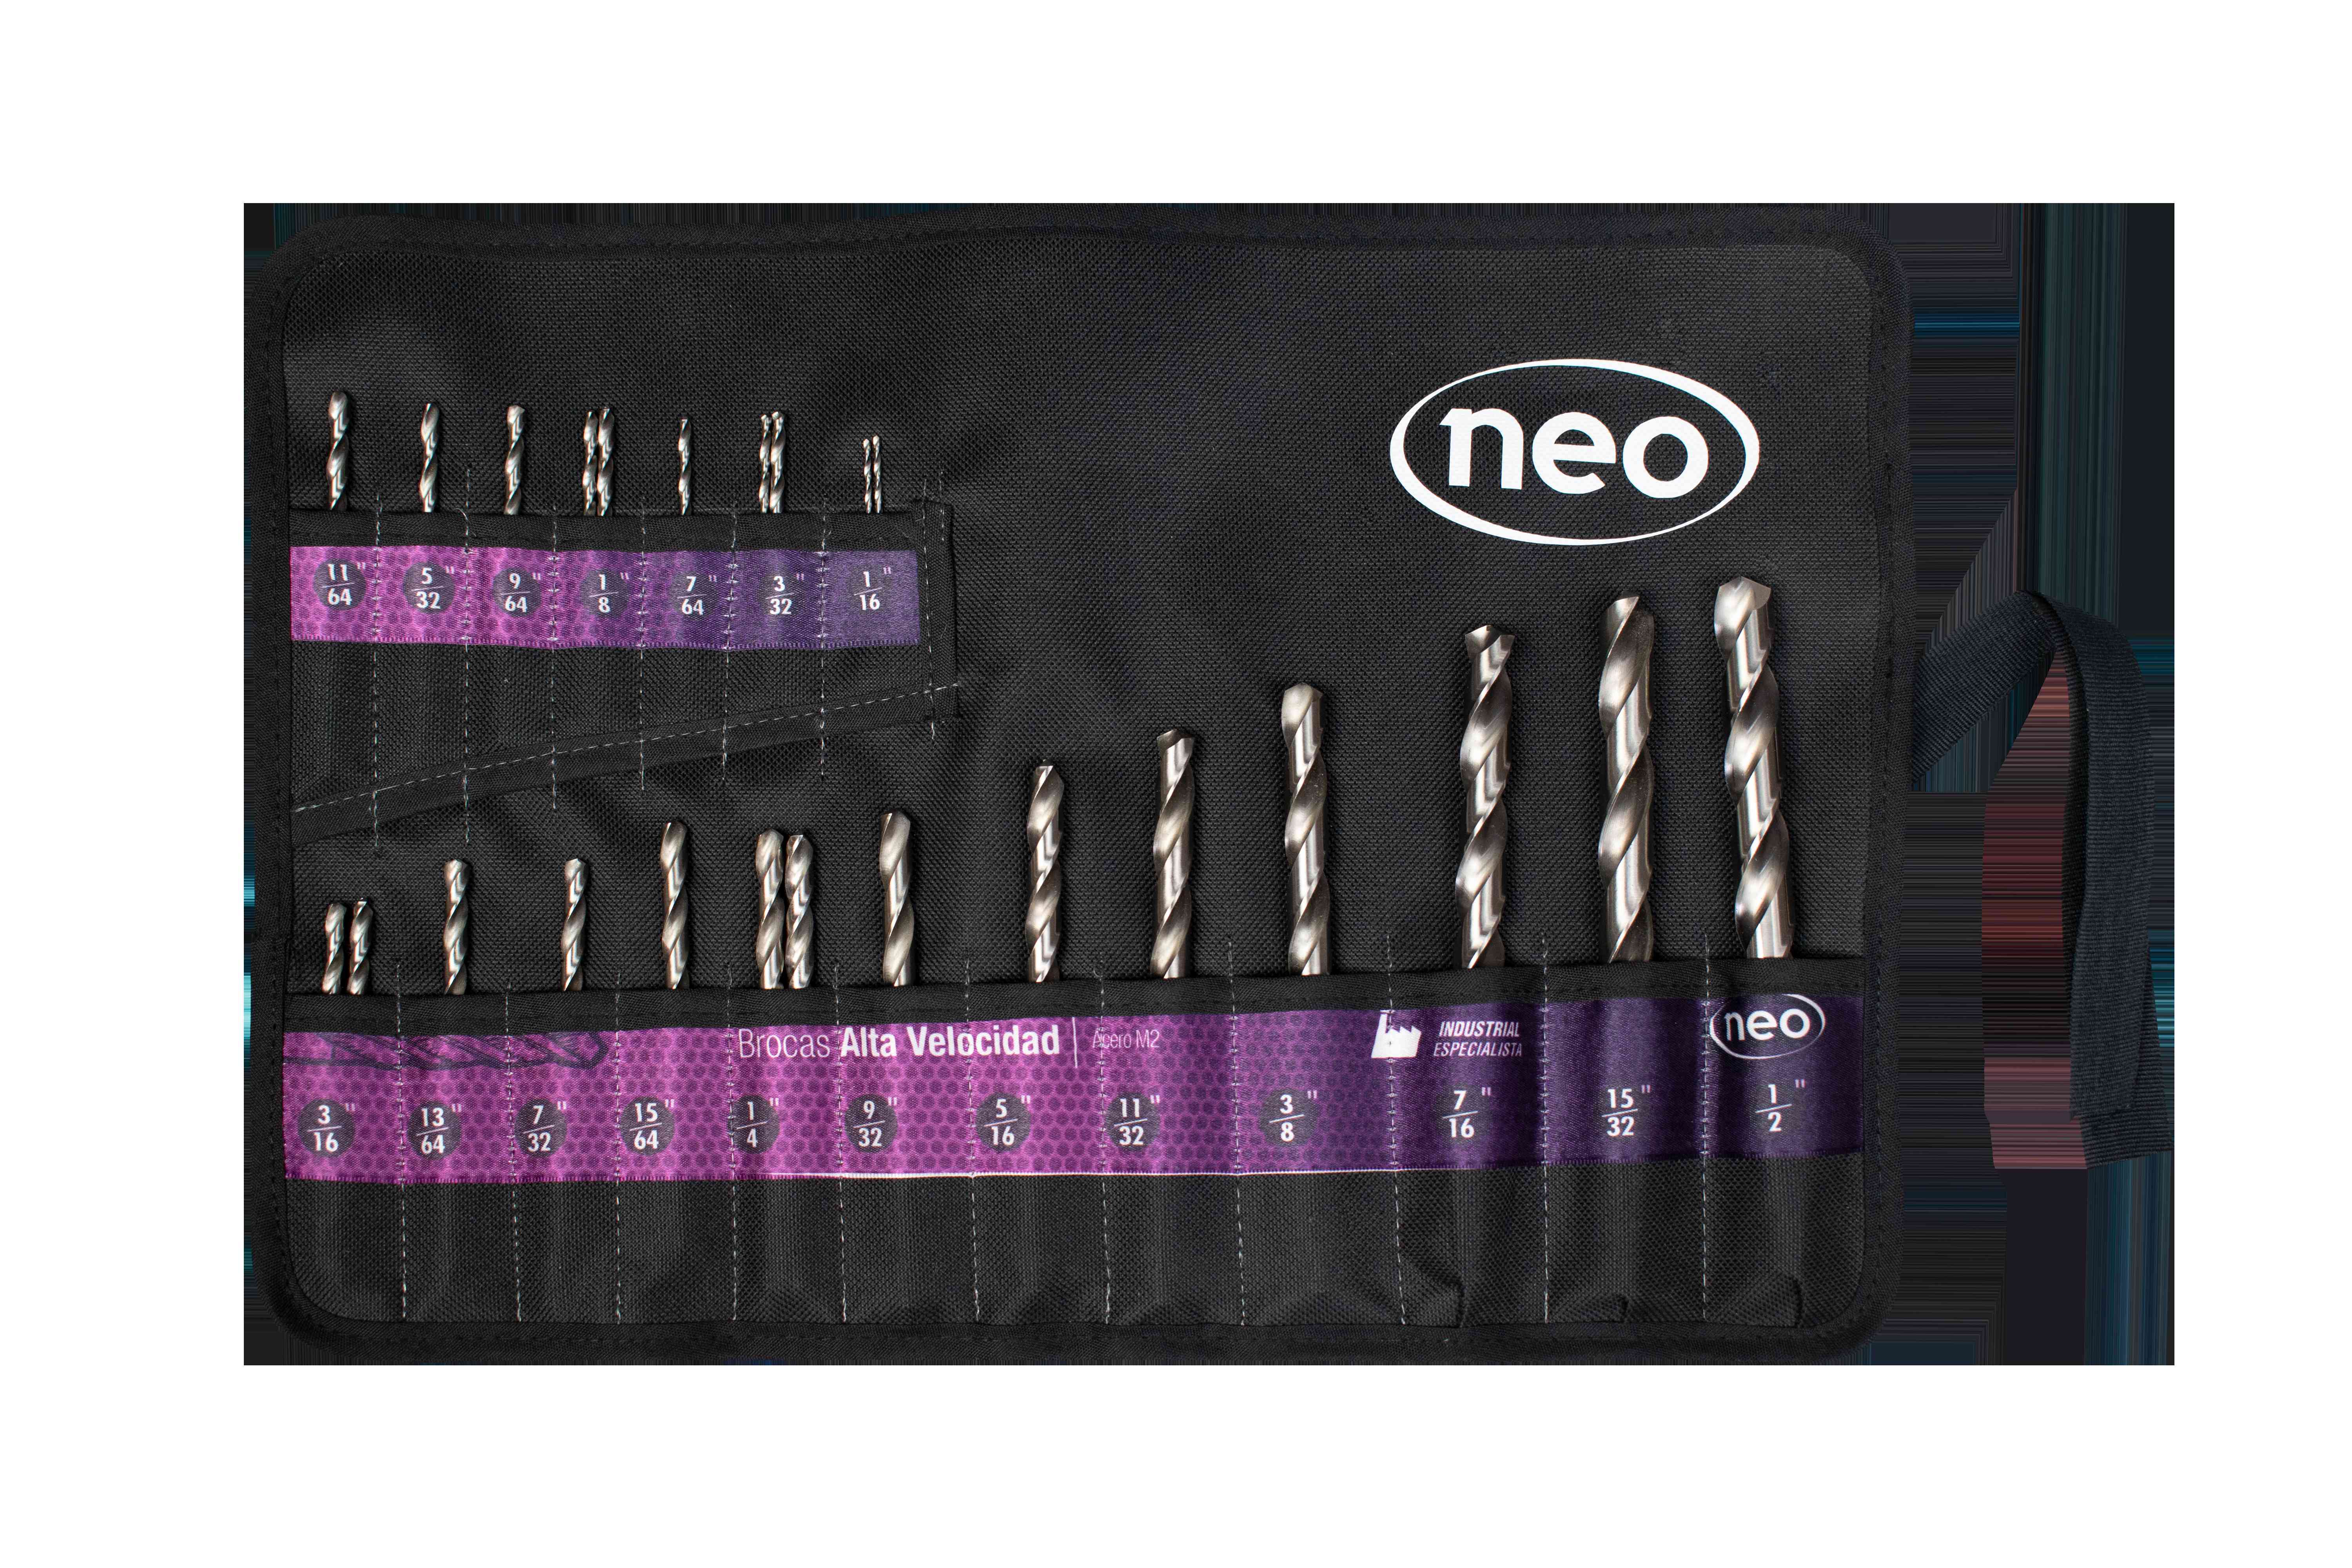 neo
11/64" 5/32" 9/64" 1/8" 7/64" 3/32" 1/16"
Brocas Alta Velocidad | Acero M2
INDUSTRIAL
ESPECIALISTA
neo
3/16" 13/64" 7/32" 15/64" 1/4" 9/32" 5/16" 11/32" 3/8" 7/16" 15/32" 1/2"